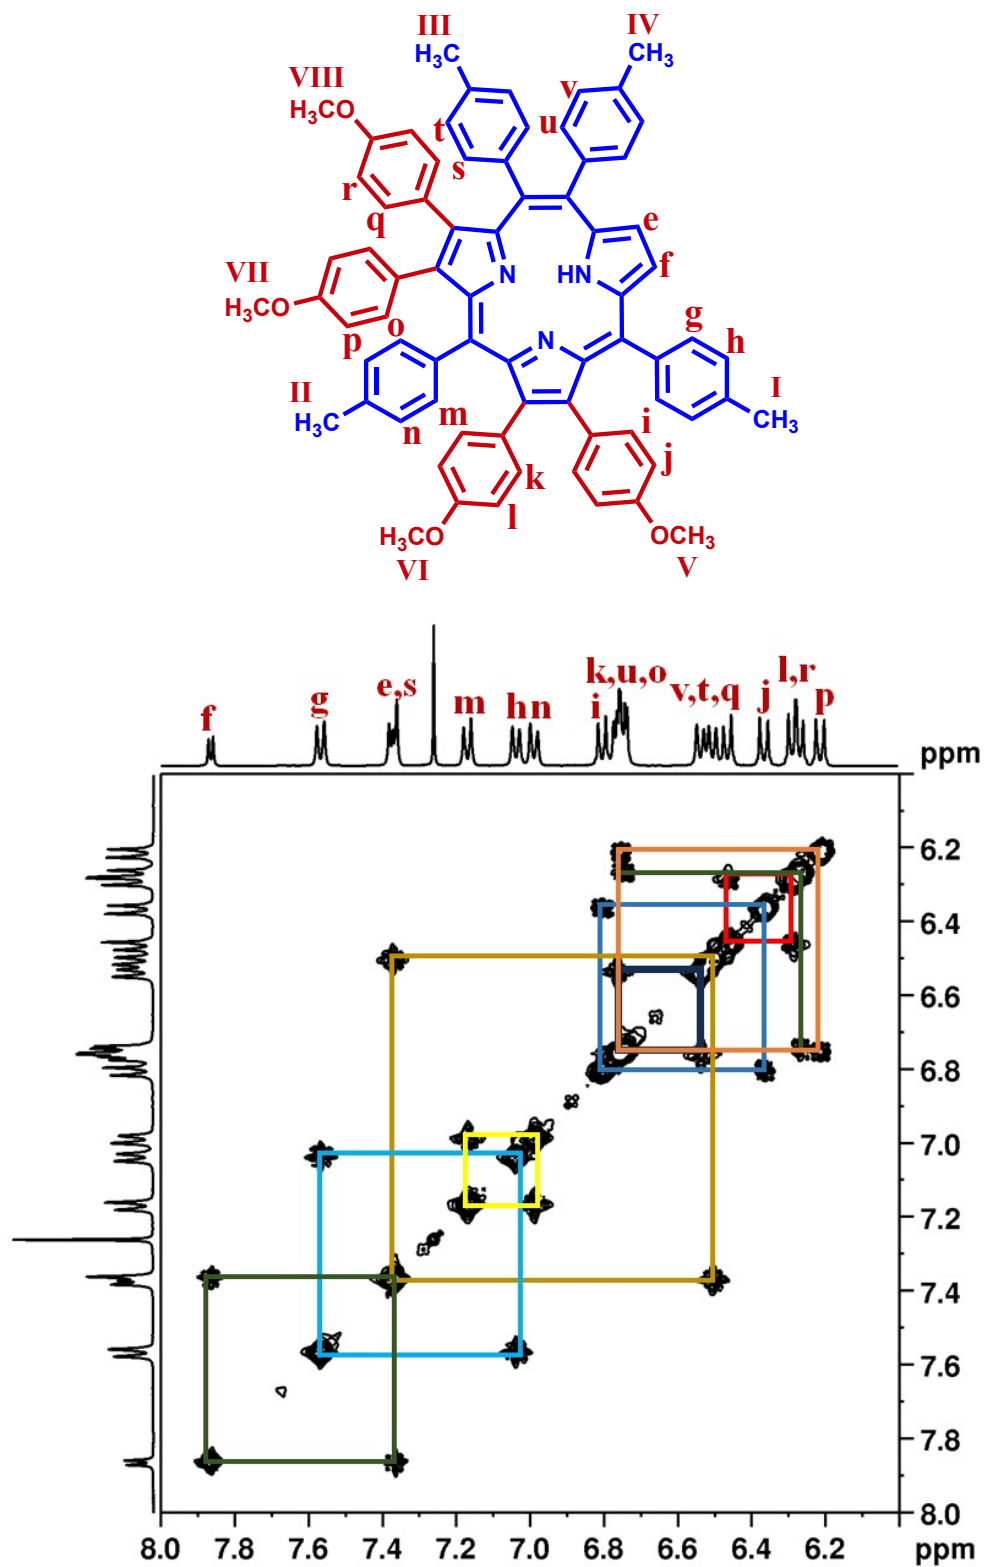 III IV
H₃C CH₃
VIII
H₃CO
v
t u
s
r
q e
N HN f
VII
H₃CO
o g
p N h
II I
H₃C CH₃
n m i
k j
l
H₃CO OCH₃
VI V
f g e,s m h n i k,u,o v,t,q j l,r p
ppm
6.2
6.4
6.6
6.8
7.0
7.2
7.4
7.6
7.8
8.0
8.0 7.8 7.6 7.4 7.2 7.0 6.8 6.6 6.4 6.2 ppm